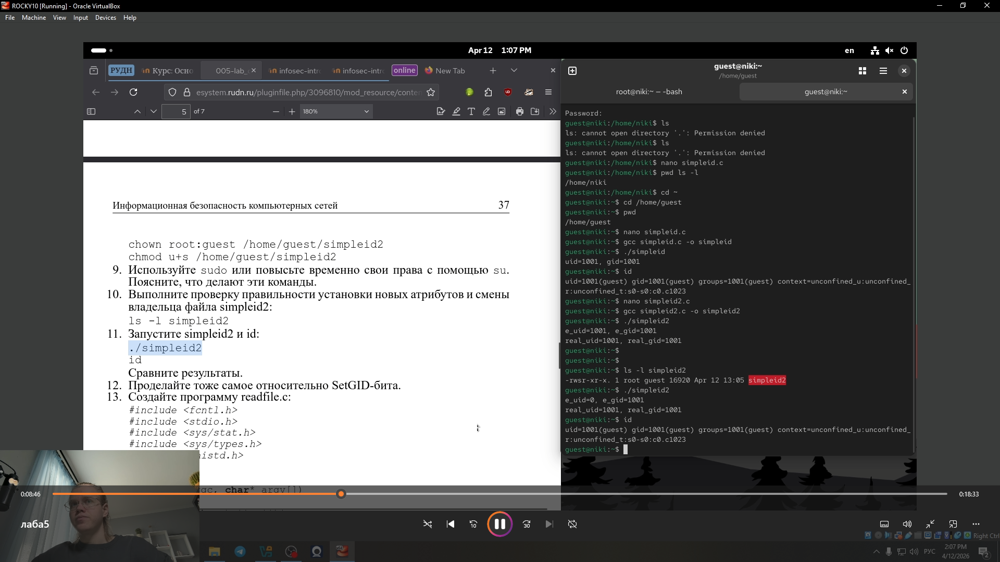 ROCKY10 [Running] - Oracle VirtualBox
File Machine View Input Devices Help
Apr 12 1:07 PM
en
РУДН Курс: Осно 005-lab_ infosec-intr infosec-intr online New Tab
esystem.rudn.ru/pluginfile.php/3096810/mod_resource/conten
5 of 7
180%
Информационная безопасность компьютерных сетей 37
chown root:guest /home/guest/simpleid2
chmod u+s /home/guest/simpleid2
9. Используйте sudo или повысьте временно свои права с помощью su.
Поясните, что делают эти команды.
10. Выполните проверку правильности установки новых атрибутов и смены
владельца файла simpleid2:
ls -l simpleid2
11. Запустите simpleid2 и id:
./simpleid2
id
Сравните результаты.
12. Проделайте тоже самое относительно SetGID-бита.
13. Создайте программу readfile.c:
#include <fcntl.h>
#include <stdio.h>
#include <sys/stat.h>
#include <sys/types.h>
nistd.h>
gc, char* argv[])
guest@niki:~
/home/guest
root@niki:~ — -bash
guest@niki:~
Password:
guest@niki:/home/niki$ ls
ls: cannot open directory '.': Permission denied
guest@niki:/home/niki$ ls
ls: cannot open directory '.': Permission denied
guest@niki:/home/niki$ nano simpleid.c
guest@niki:/home/niki$ pwd ls -l
/home/niki
guest@niki:/home/niki$ cd ~
guest@niki:~$ cd /home/guest
guest@niki:~$ pwd
/home/guest
guest@niki:~$ nano simpleid.c
guest@niki:~$ gcc simpleid.c -o simpleid
guest@niki:~$ ./simpleid
uid=1001, gid=1001
guest@niki:~$ id
uid=1001(guest) gid=1001(guest) groups=1001(guest) context=unconfined_u:unconfined_
r:unconfined_t:s0-s0:c0.c1023
guest@niki:~$ nano simpleid2.c
guest@niki:~$ gcc simpleid2.c -o simpleid2
guest@niki:~$ ./simpleid2
e_uid=1001, e_gid=1001
real_uid=1001, real_gid=1001
guest@niki:~$
guest@niki:~$
guest@niki:~$ ls -l simpleid2
-rwsr-xr-x. 1 root guest 16920 Apr 12 13:05 simpleid2
guest@niki:~$ ./simpleid2
e_uid=0, e_gid=1001
real_uid=1001, real_gid=1001
guest@niki:~$ id
uid=1001(guest) gid=1001(guest) groups=1001(guest) context=unconfined_u:unconfined_
r:unconfined_t:s0-s0:c0.c1023
guest@niki:~$
0:08:46
0:18:33
лаба5
10
30
Right Ctrl
РУС
2:07 PM
4/12/2026
2